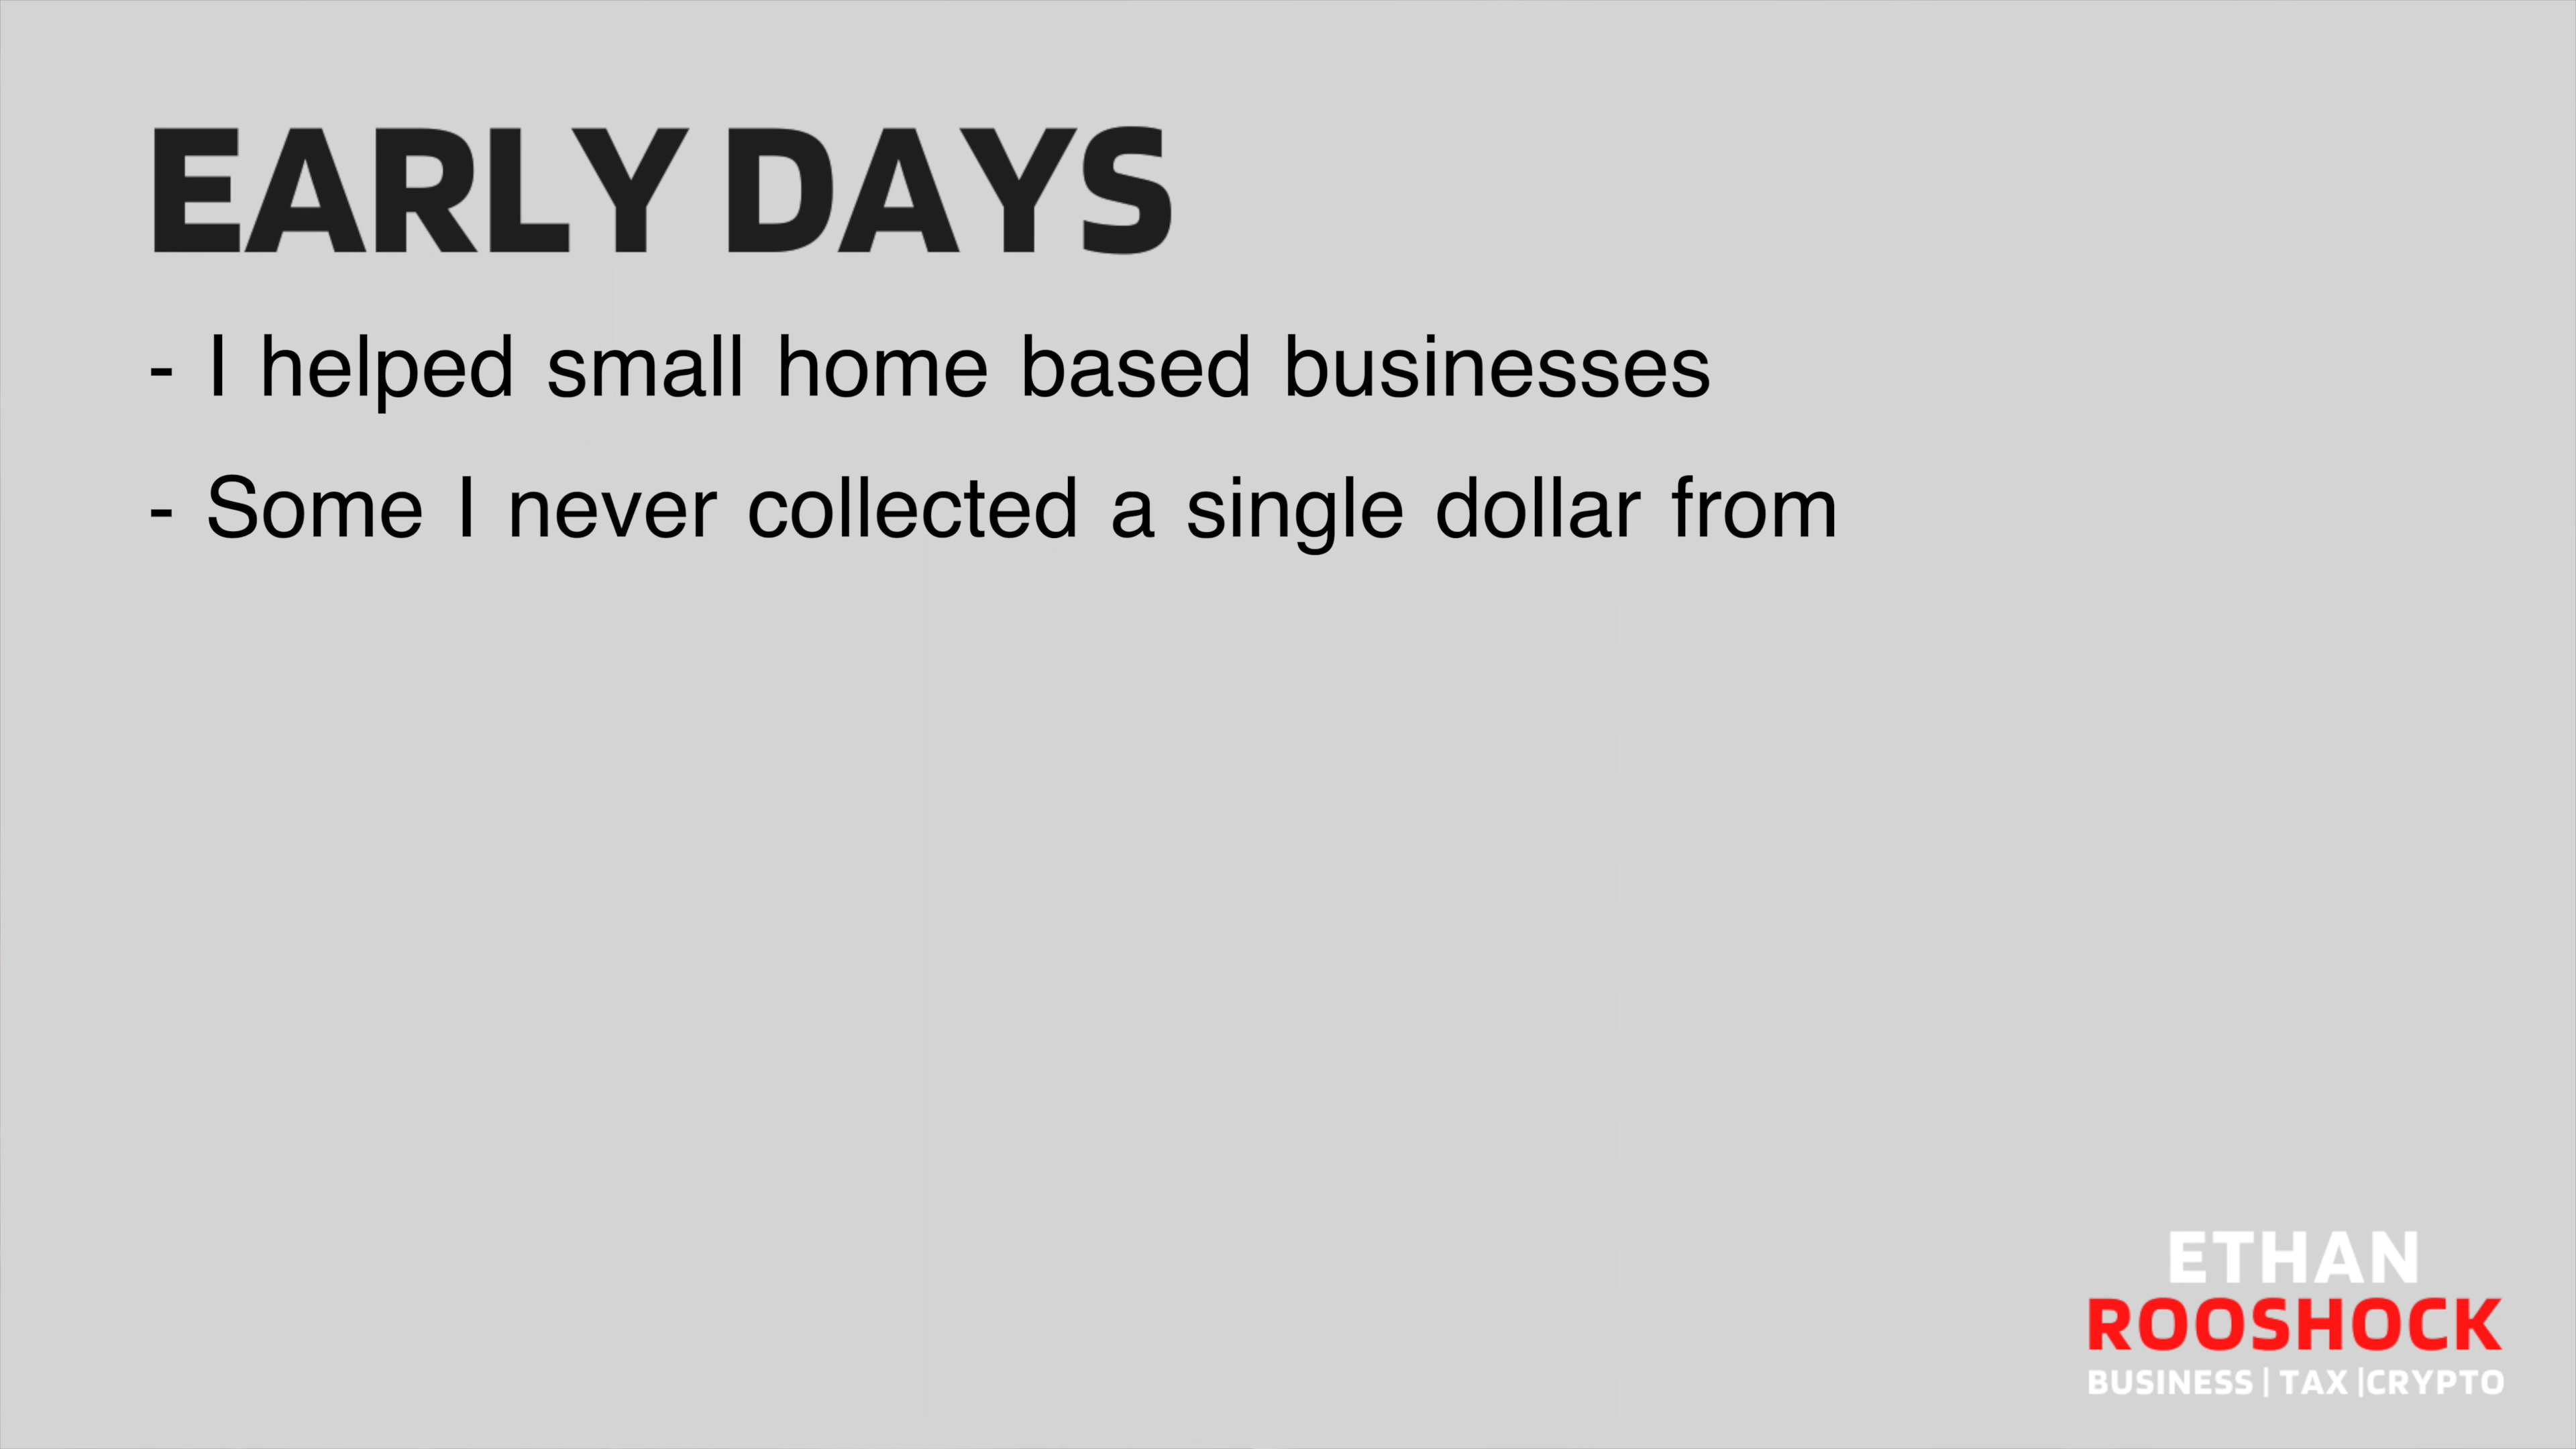 EARLY DAYS
- I helped small home based businesses
- Some I never collected a single dollar from
ETHAN
ROOSHOCK
BUSINESS | TAX |CRYPTO